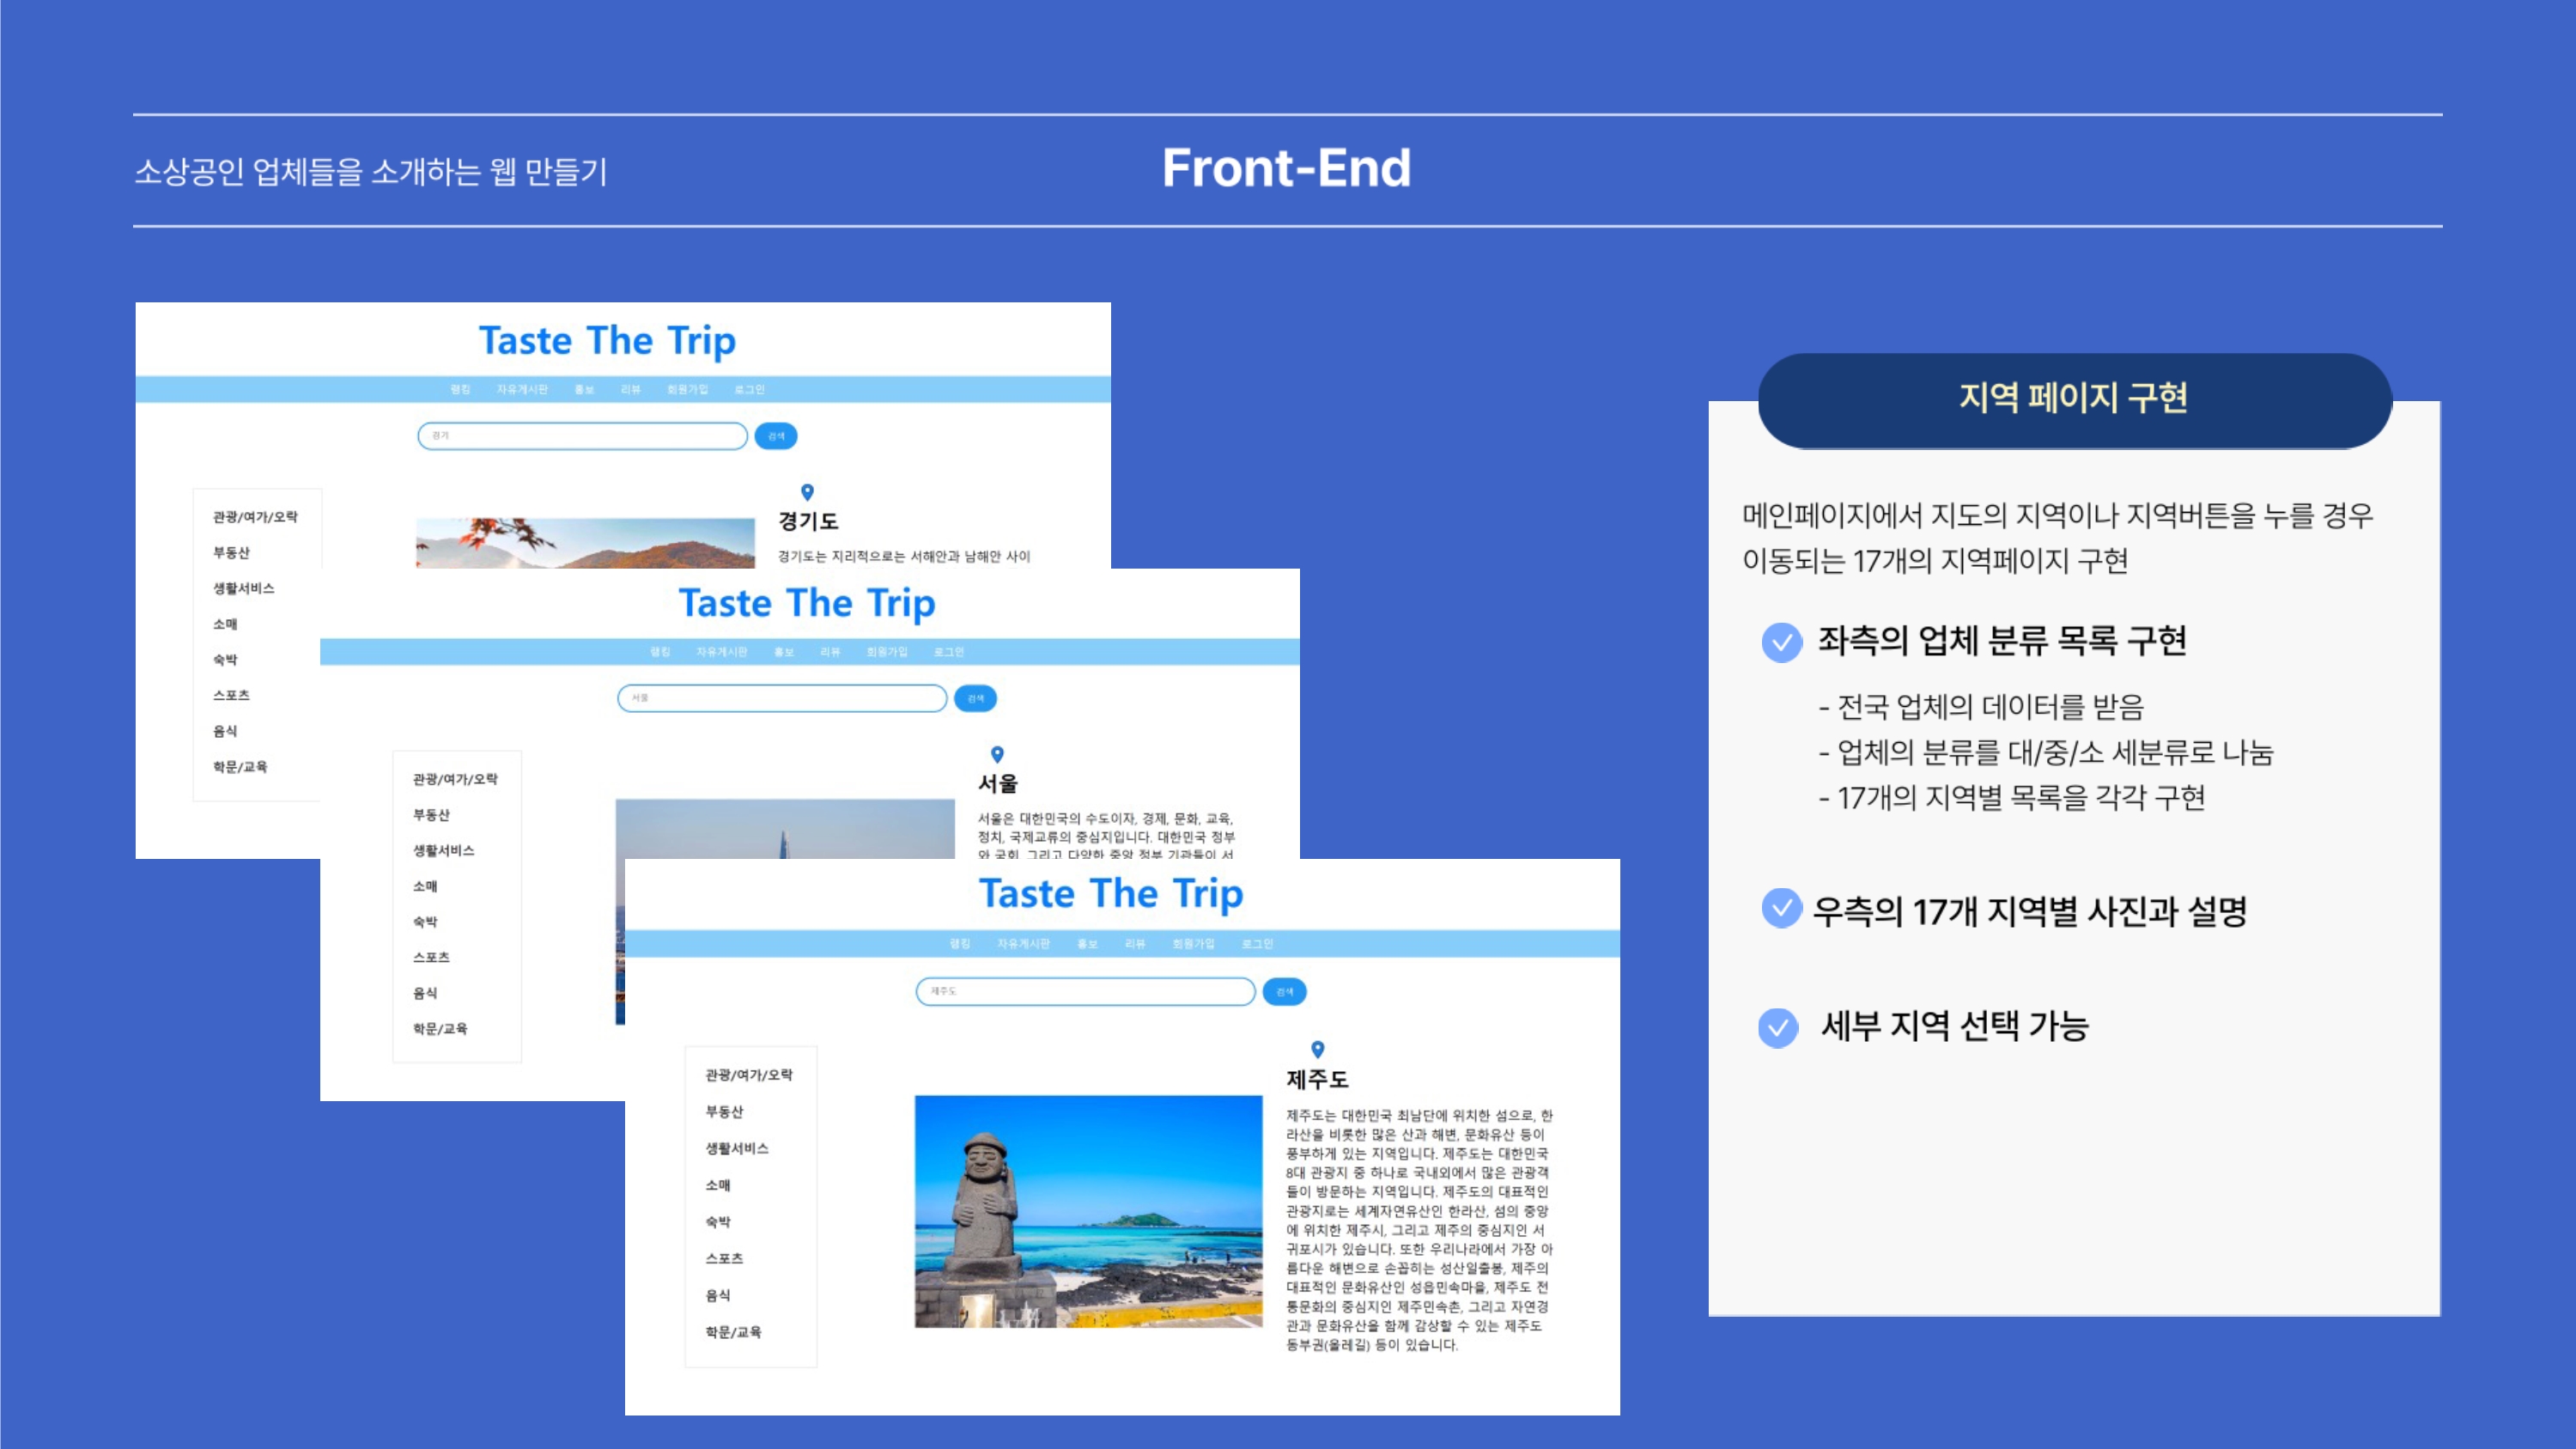 소상공인 업체들을 소개하는 웹 만들기
Front-End
Taste The Trip
랭킹 자유게시판 홍보 리뷰 회원가입 로그인
경기
검색
관광/여가/오락
부동산
생활서비스
소매
숙박
스포츠
음식
학문/교육
경기도
경기도는 지리적으로는 서해안과 남해안 사이
Taste The Trip
랭킹 자유게시판 홍보 리뷰 회원가입 로그인
서울
검색
관광/여가/오락
부동산
생활서비스
소매
숙박
스포츠
음식
학문/교육
서울
서울은 대한민국의 수도이자, 경제, 문화, 교육,
정치, 국제교류의 중심지입니다. 대한민국 정부
와 국회, 그리고 다양한 중앙 정부 기관들이 서
Taste The Trip
랭킹 자유게시판 홍보 리뷰 회원가입 로그인
제주도
검색
관광/여가/오락
부동산
생활서비스
소매
숙박
스포츠
음식
학문/교육
제주도
제주도는 대한민국 최남단에 위치한 섬으로, 한
라산을 비롯한 많은 산과 해변, 문화유산 등이
풍부하게 있는 지역입니다. 제주도는 대한민국
8대 관광지 중 하나로 국내외에서 많은 관광객
들이 방문하는 지역입니다. 제주도의 대표적인
관광지로는 세계자연유산인 한라산, 섬의 중앙
에 위치한 제주시, 그리고 제주의 중심지인 서
귀포시가 있습니다. 또한 우리나라에서 가장 아
름다운 해변으로 손꼽히는 성산일출봉, 제주의
대표적인 문화유산인 성읍민속마을, 제주도 전
통문화의 중심지인 제주민속촌, 그리고 자연경
관과 문화유산을 함께 감상할 수 있는 제주도
동부권(올레길) 등이 있습니다.
지역 페이지 구현
메인페이지에서 지도의 지역이나 지역버튼을 누를 경우
이동되는 17개의 지역페이지 구현
좌측의 업체 분류 목록 구현
- 전국 업체의 데이터를 받음
- 업체의 분류를 대/중/소 세분류로 나눔
- 17개의 지역별 목록을 각각 구현
우측의 17개 지역별 사진과 설명
세부 지역 선택 가능